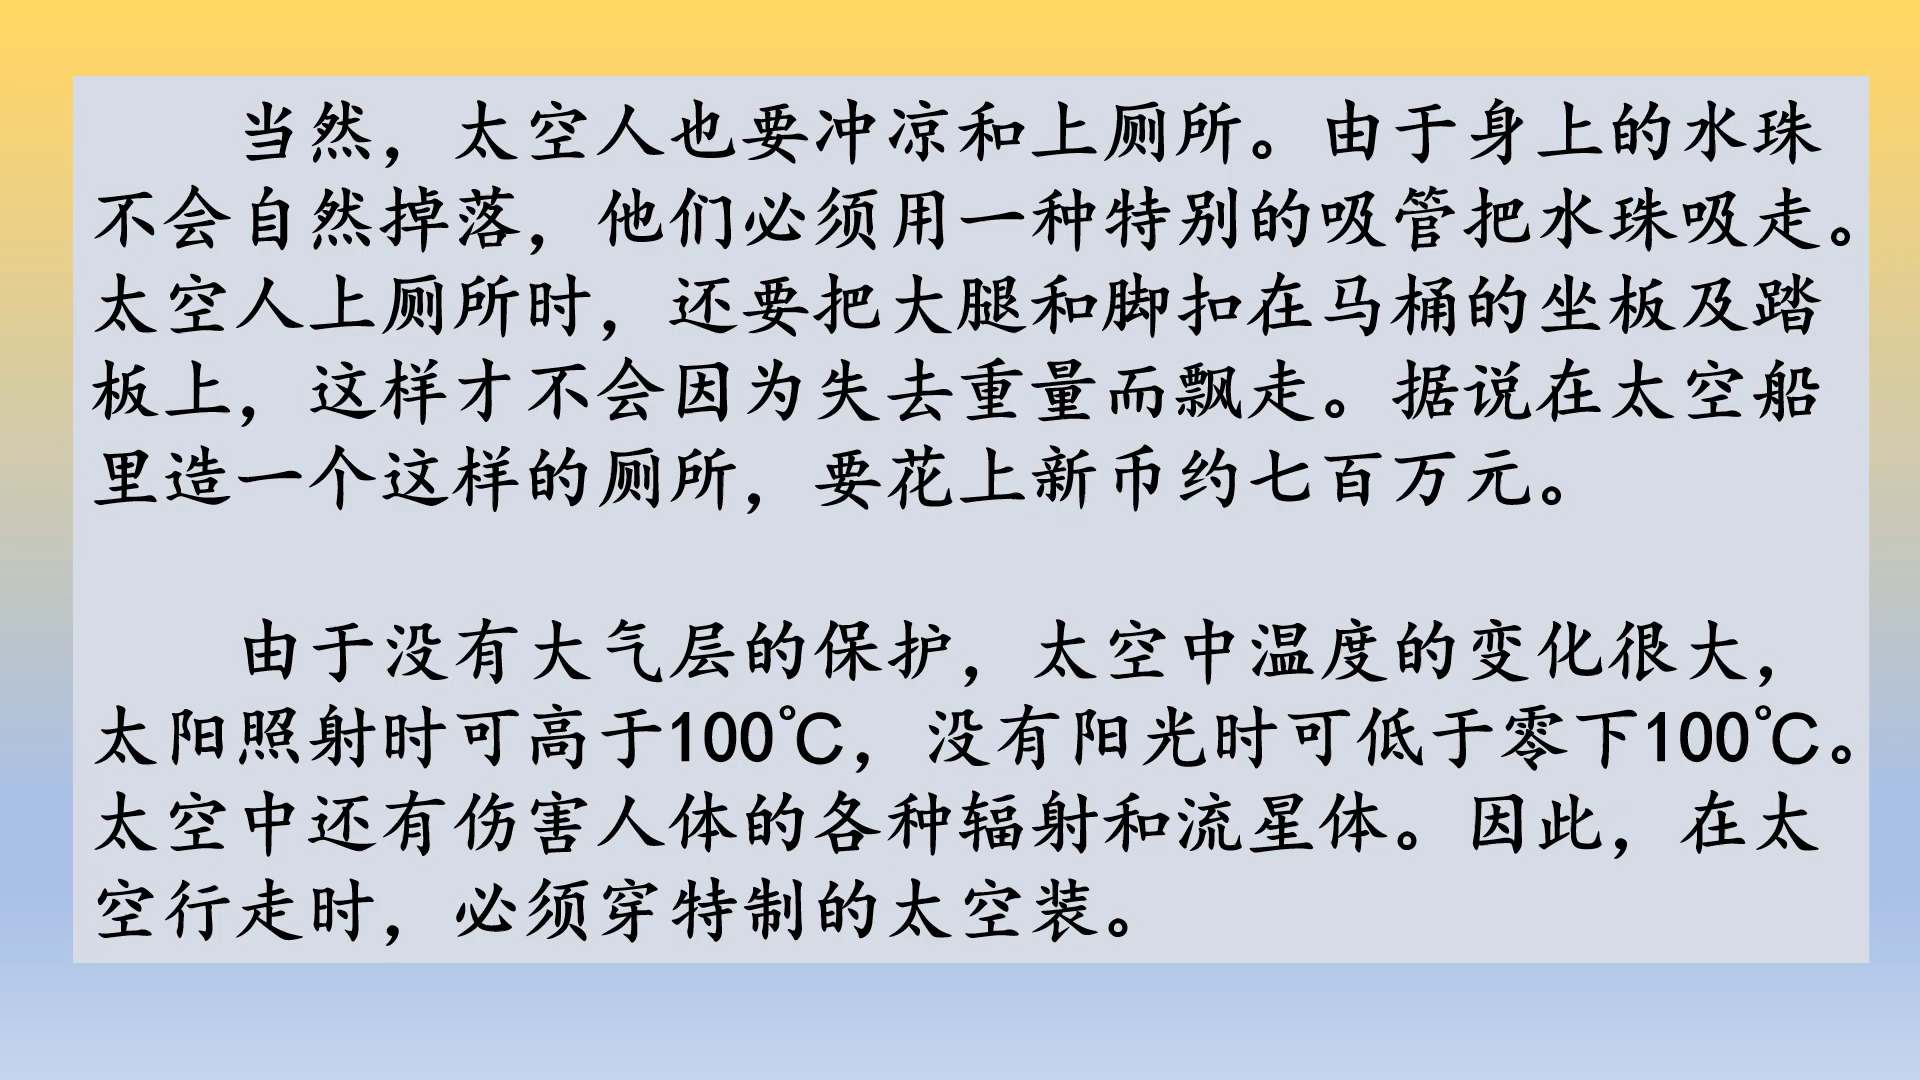 当然，太空人也要冲凉和上厕所。由于身上的水珠
不会自然掉落，他们必须用一种特别的吸管把水珠吸走。
太空人上厕所时，还要把大腿和脚扣在马桶的坐板及踏
板上，这样才不会因为失去重量而飘走。据说在太空船
里造一个这样的厕所，要花上新币约七百万元。
由于没有大气层的保护，太空中温度的变化很大，
太阳照射时可高于100℃，没有阳光时可低于零下100℃。
太空中还有伤害人体的各种辐射和流星体。因此，在太
空行走时，必须穿特制的太空装。